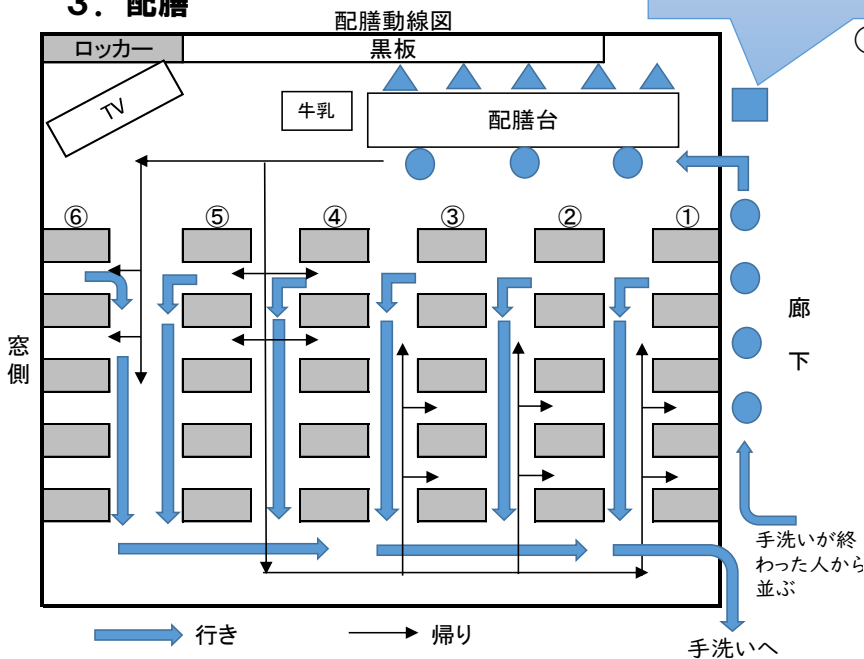 3．配膳
配膳動線図
ロッカー
黒板
TV
牛乳
配膳台
⑥
⑤
④
③
②
①
窓側
廊下
手洗いが終
わった人から
並ぶ
行き
帰り
手洗いへ